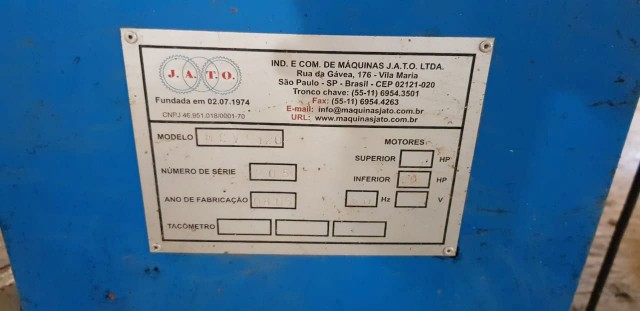 J. A. T. O.
Fundada em 02.07.1974
CNPJ 46.951.018/0001-70
IND. E COM. DE MÁQUINAS J.A.T.O. LTDA.
Rua da Gávea, 176 - Vila Maria
São Paulo - SP - Brasil - CEP 02121-020
Tronco chave: (55-11) 6954.3501
Fax: (55-11) 6954.4263
E-mail: info@maquinasjato.com.br
URL: www.maquinasjato.com.br
MODELO
MOTORES
SUPERIOR HP
NÚMERO DE SÉRIE
INFERIOR HP
ANO DE FABRICAÇÃO Hz V
TACÔMETRO